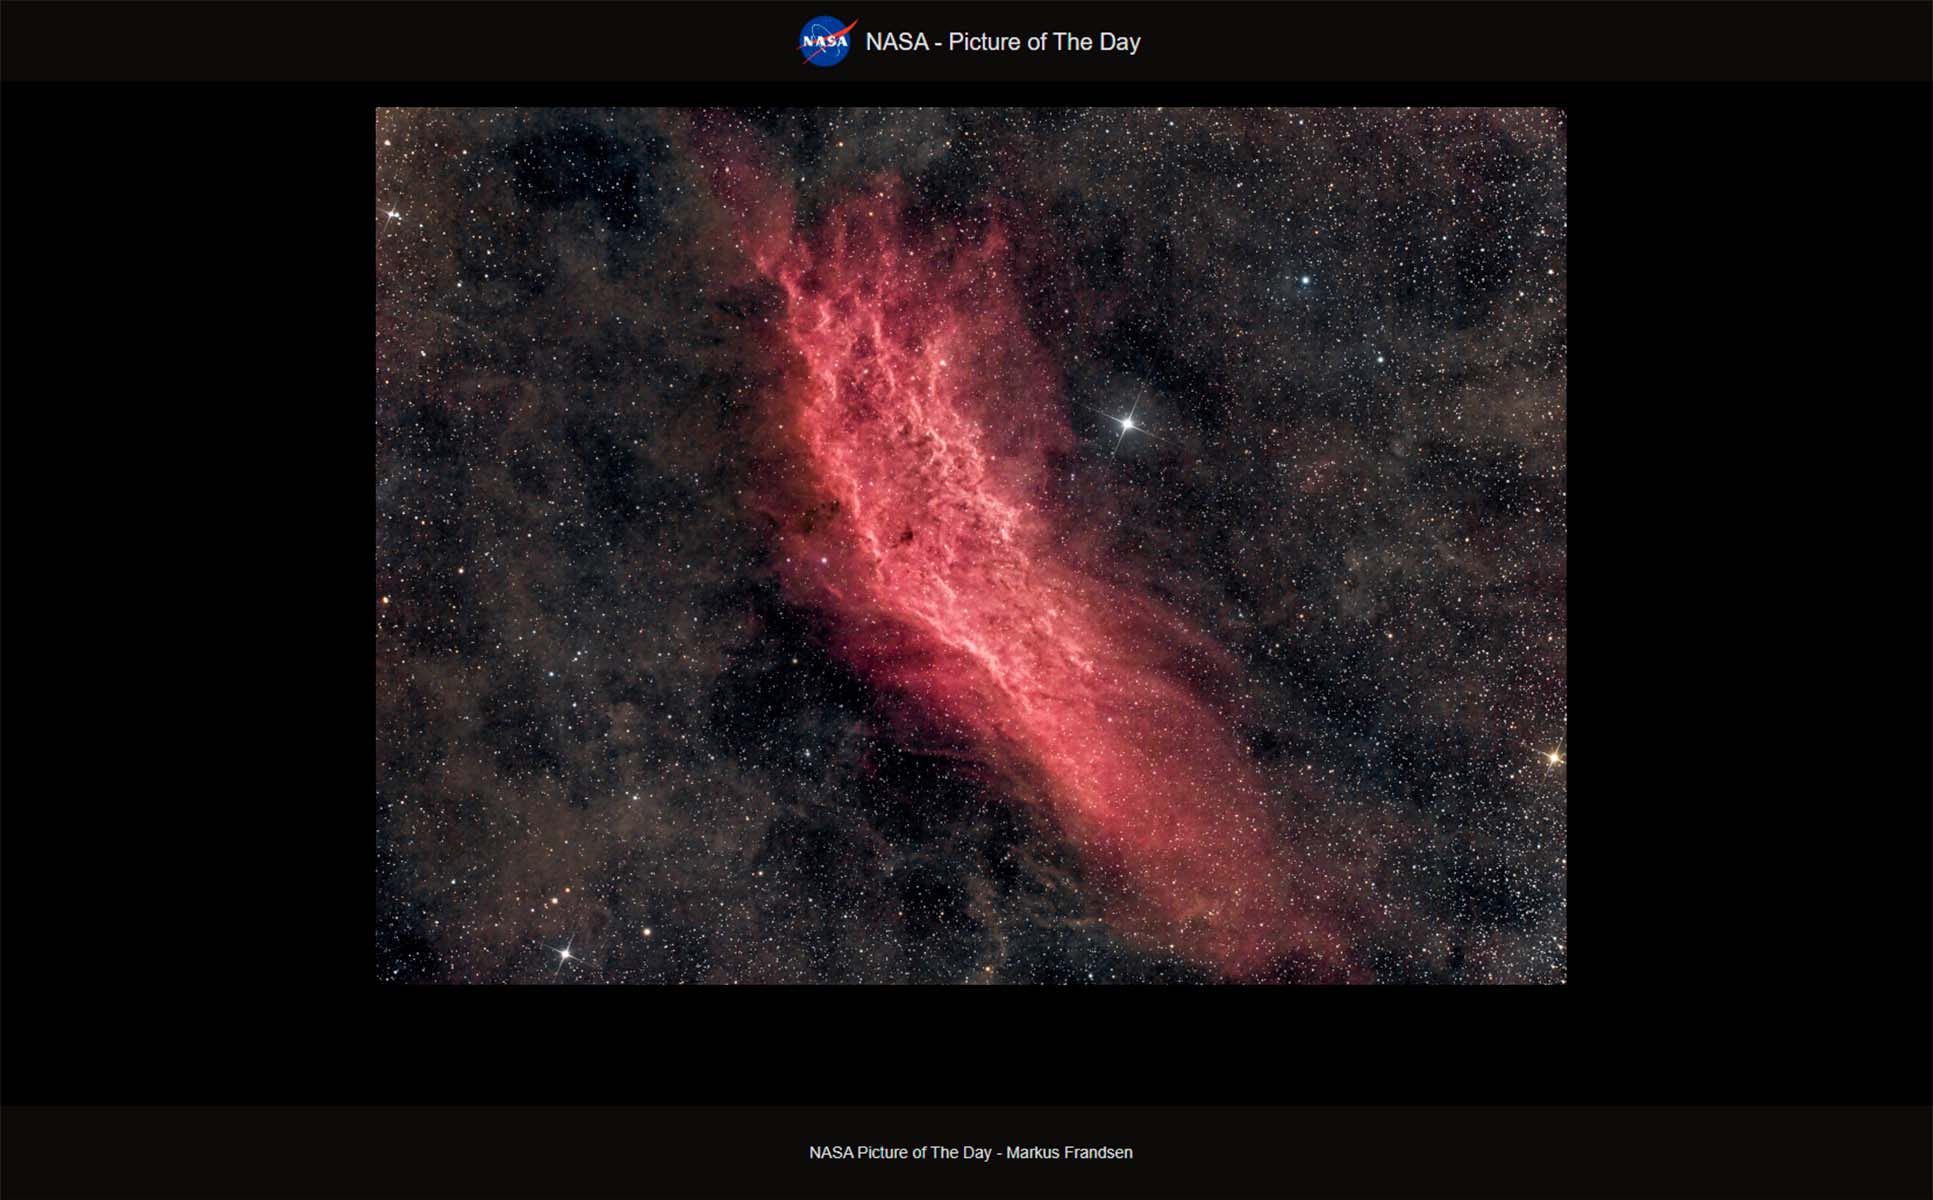 NASA
NASA - Picture of The Day
NASA Picture of The Day - Markus Frandsen